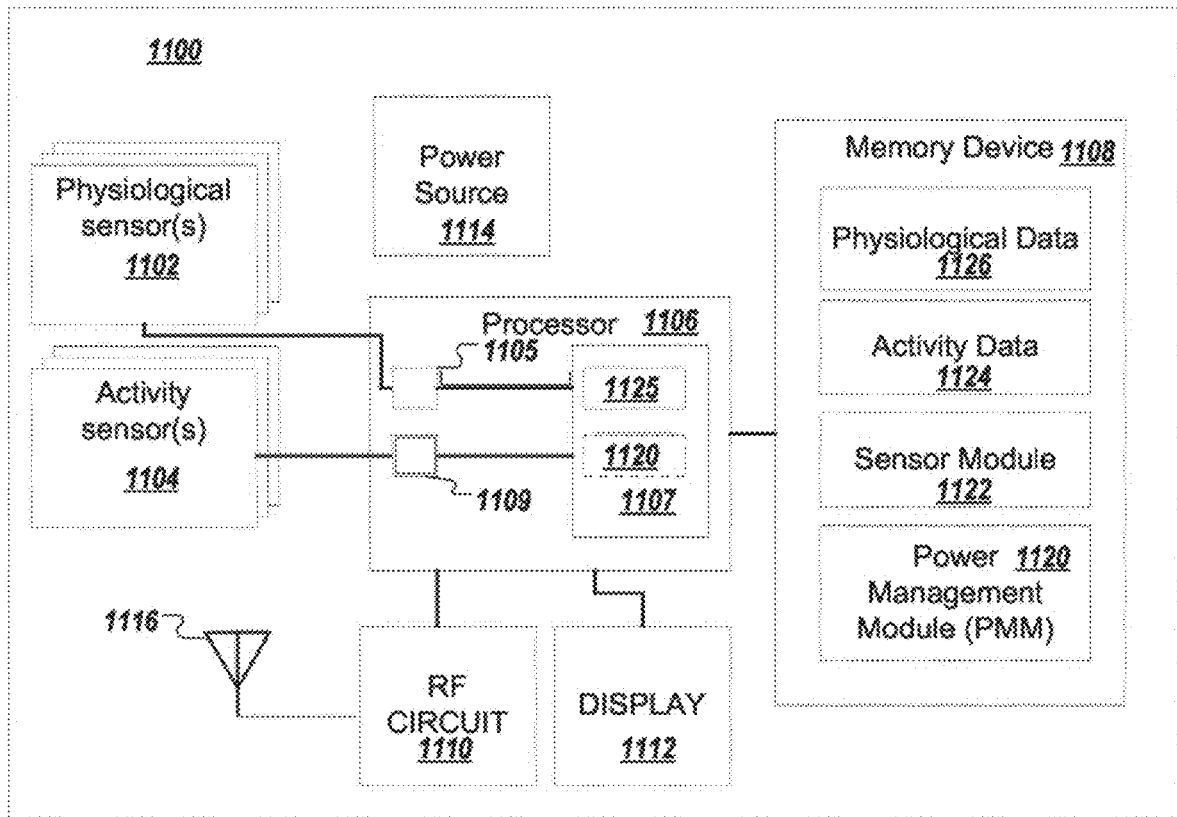 1100
Physiological
sensor(s)
1102
Power
Source
1114
Memory Device 1108
Physiological Data
1126
Activity Data
1124
Sensor Module
1122
Power 1120
Management
Module (PMM)
Processor 1106
1105
1125
1120
1107
1109
Activity
sensor(s)
1104
1116
RF
CIRCUIT
1110
DISPLAY
1112